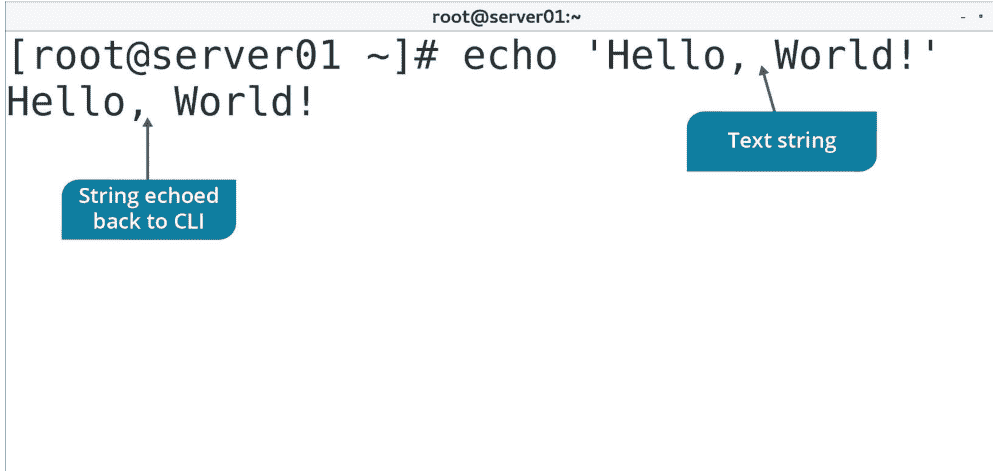 root@server01:~
[root@server01 ~]# echo 'Hello, World!'
Hello, World!
Text string
String echoed
back to CLI